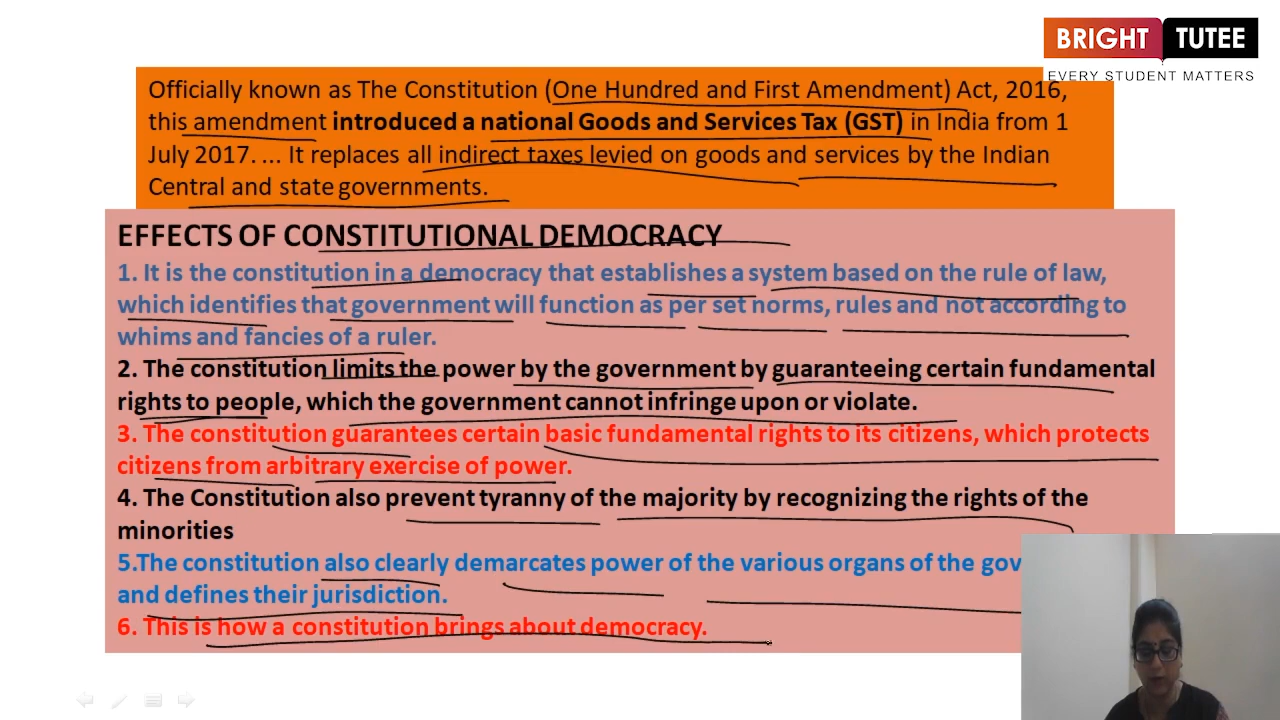 BRIGHT TUTEE
EVERY STUDENT MATTERS
Officially known as The Constitution (One Hundred and First Amendment) Act, 2016,
this amendment introduced a national Goods and Services Tax (GST) in India from 1
July 2017. ... It replaces all indirect taxes levied on goods and services by the Indian
Central and state governments.
EFFECTS OF CONSTITUTIONAL DEMOCRACY
1. It is the constitution in a democracy that establishes a system based on the rule of law,
which identifies that government will function as per set norms, rules and not according to
whims and fancies of a ruler.
2. The constitution limits the power by the government by guaranteeing certain fundamental
rights to people, which the government cannot infringe upon or violate.
3. The constitution guarantees certain basic fundamental rights to its citizens, which protects
citizens from arbitrary exercise of power.
4. The Constitution also prevent tyranny of the majority by recognizing the rights of the
minorities
5.The constitution also clearly demarcates power of the various organs of the gov
and defines their jurisdiction.
6. This is how a constitution brings about democracy.